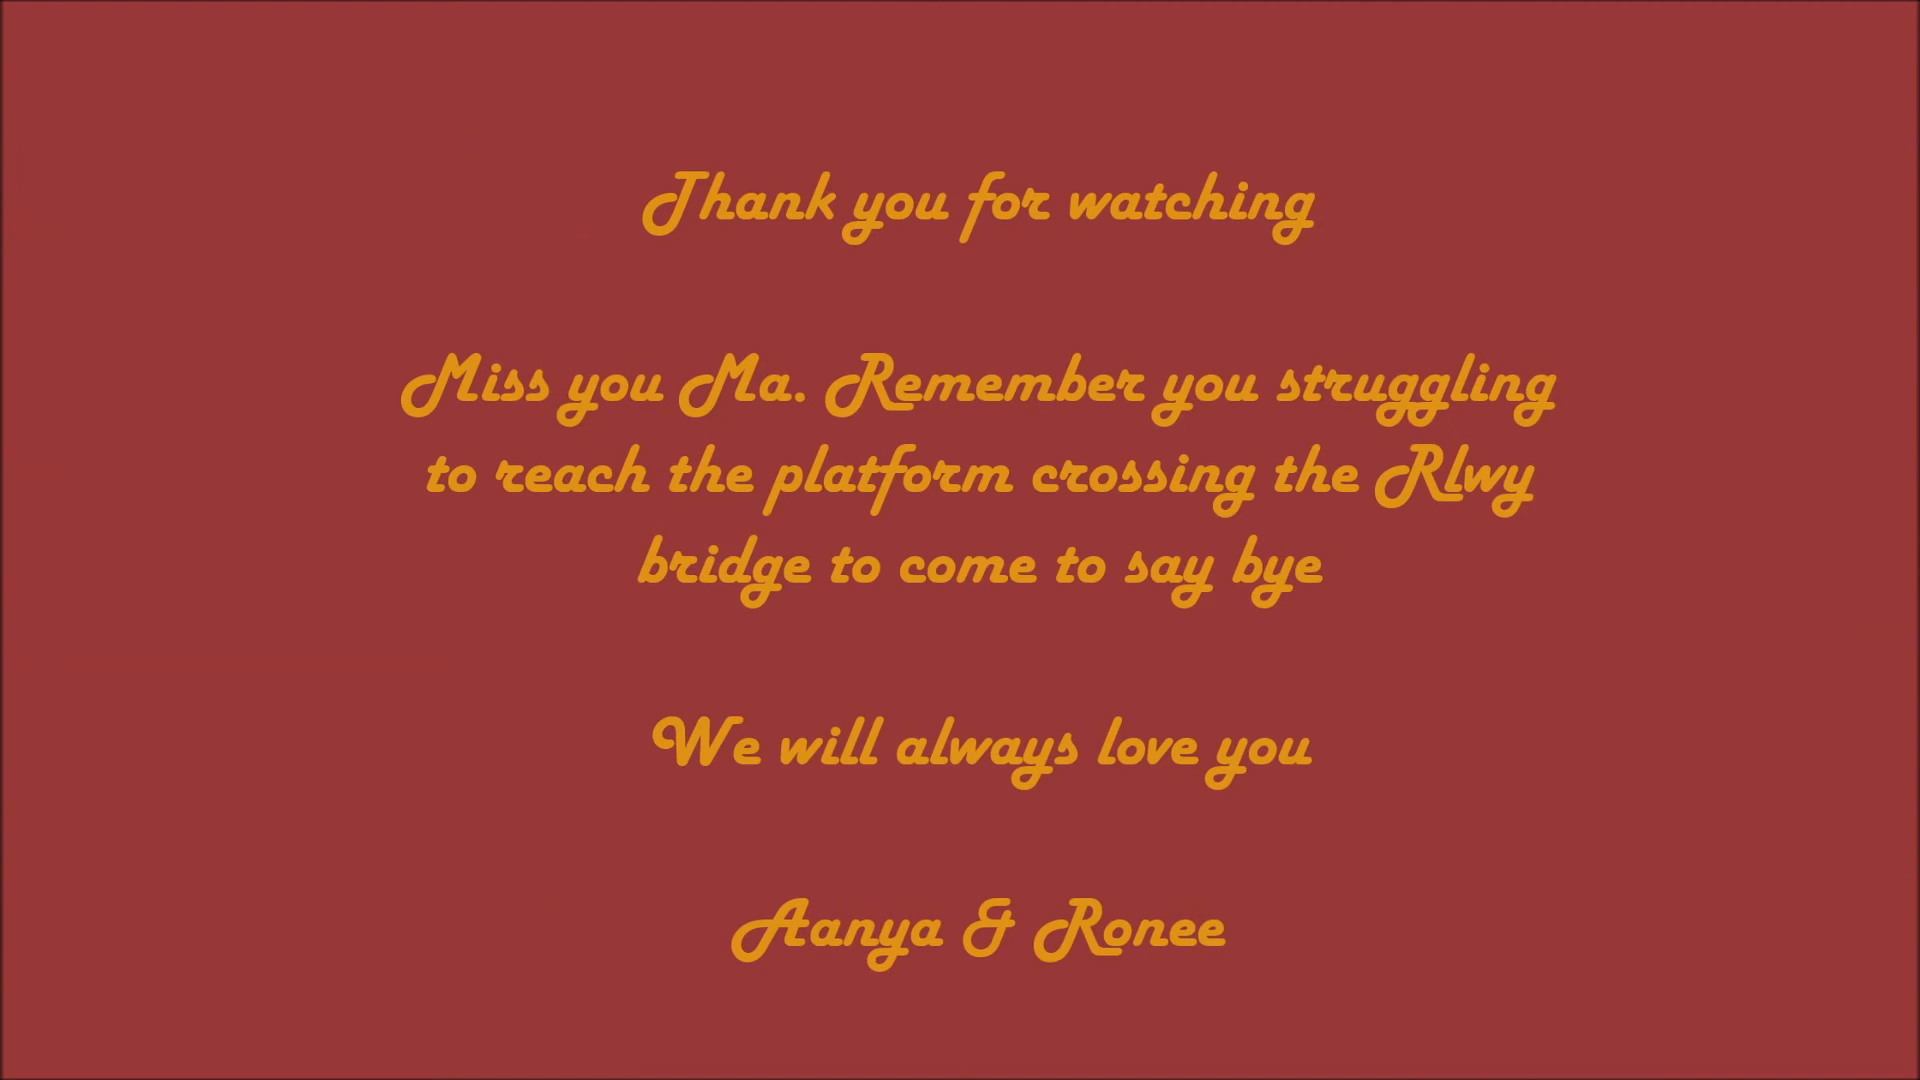 Thank you for watching
Miss you Ma. Remember you struggling
to reach the platform crossing the Rlwy
bridge to come to say bye
We will always love you
Aanya & Ronee